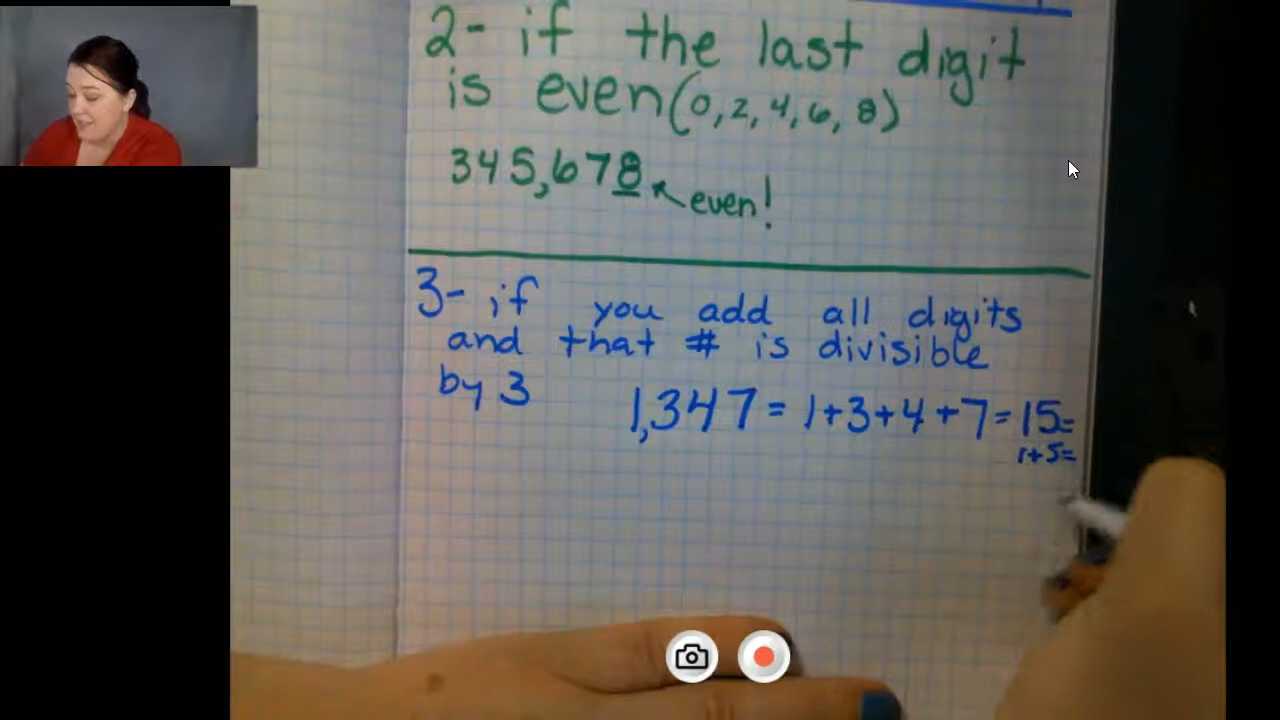 2- if the last digit
is even (0, 2, 4, 6, 8)
345,678 even!
3- if you add all digits
and that # is divisible
by 3 1,347 = 1+3+4+7=15=
1+5=